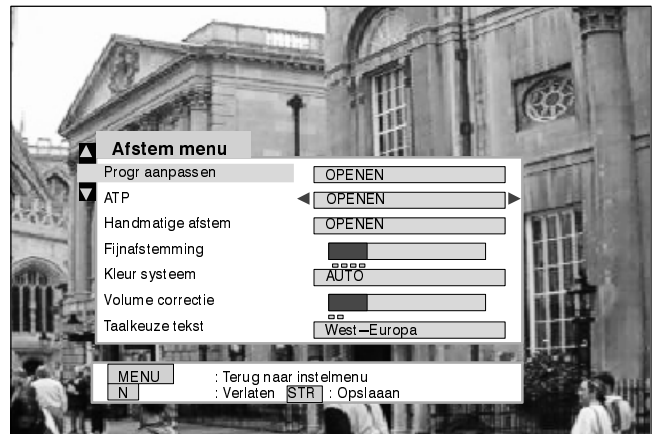 Afstem menu
Progr aanpassen OPENEN
ATP OPENEN
Handmatige afstem OPENEN
Fijnafstemming
Kleur systeem AUTO
Volume correctie
Taalkeuze tekst West-Europa
MENU : Terug naar instelmenu
N : Verlaten STR : Opslaaan